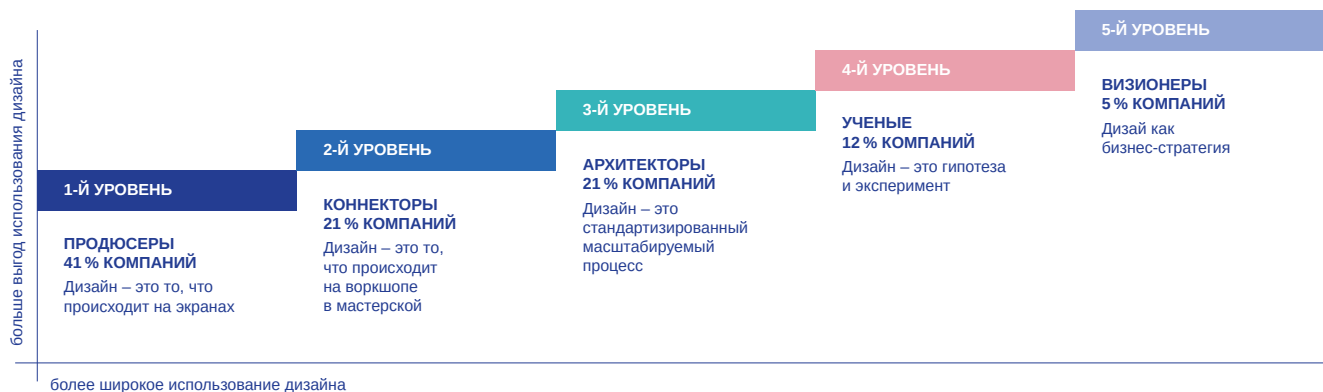 больше выгод использования дизайна
1-Й УРОВЕНЬ
ПРОДЮСЕРЫ
41 % КОМПАНИЙ
Дизайн – это то, что
происходит на экранах
2-Й УРОВЕНЬ
КОННЕКТОРЫ
21 % КОМПАНИЙ
Дизайн – это то,
что происходит
на воркшопе
в мастерской
3-Й УРОВЕНЬ
АРХИТЕКТОРЫ
21 % КОМПАНИЙ
Дизайн – это
стандартизированный
масштабируемый
процесс
4-Й УРОВЕНЬ
УЧЕНЫЕ
12 % КОМПАНИЙ
Дизайн – это гипотеза
и эксперимент
5-Й УРОВЕНЬ
ВИЗИОНЕРЫ
5 % КОМПАНИЙ
Дизай как
бизнес-стратегия
более широкое использование дизайна